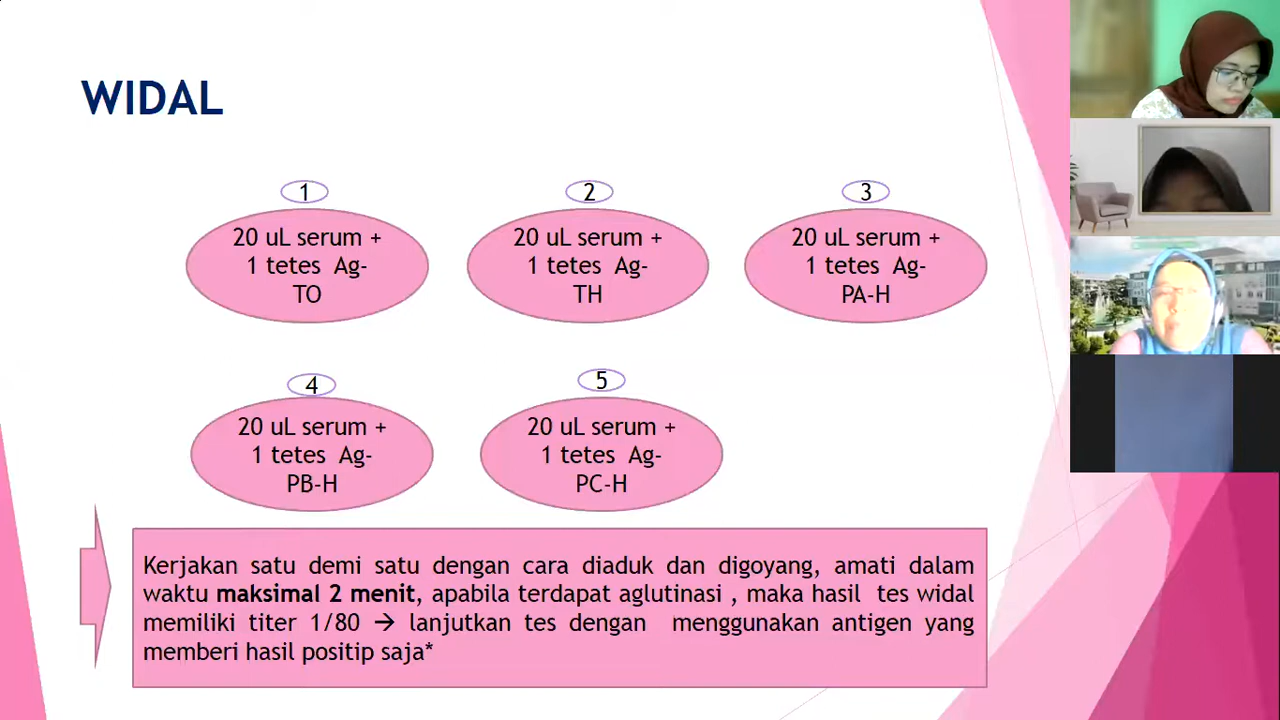 WIDAL
1
20 uL serum +
1 tetes Ag-
TO
2
20 uL serum +
1 tetes Ag-
TH
3
20 uL serum +
1 tetes Ag-
PA-H
4
20 uL serum +
1 tetes Ag-
PB-H
5
20 uL serum +
1 tetes Ag-
PC-H
Kerjakan satu demi satu dengan cara diaduk dan digoyang, amati dalam
waktu maksimal 2 menit, apabila terdapat aglutinasi , maka hasil tes widal
memiliki titer 1/80 → lanjutkan tes dengan menggunakan antigen yang
memberi hasil positip saja*